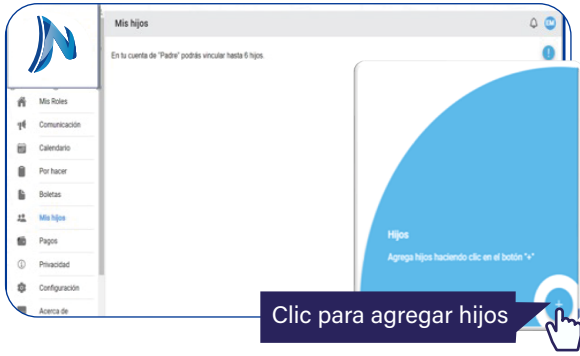 Mis hijos
EM
En tu cuenta de "Padre" podrás vincular hasta 6 hijos.
!
Mis Roles
Comunicación
Calendario
Por hacer
Boletas
Mis hijos
Pagos
Privacidad
Configuración
Acerca de
Hijos
Agrega hijos haciendo clic en el botón "+"
+
Clic para agregar hijos